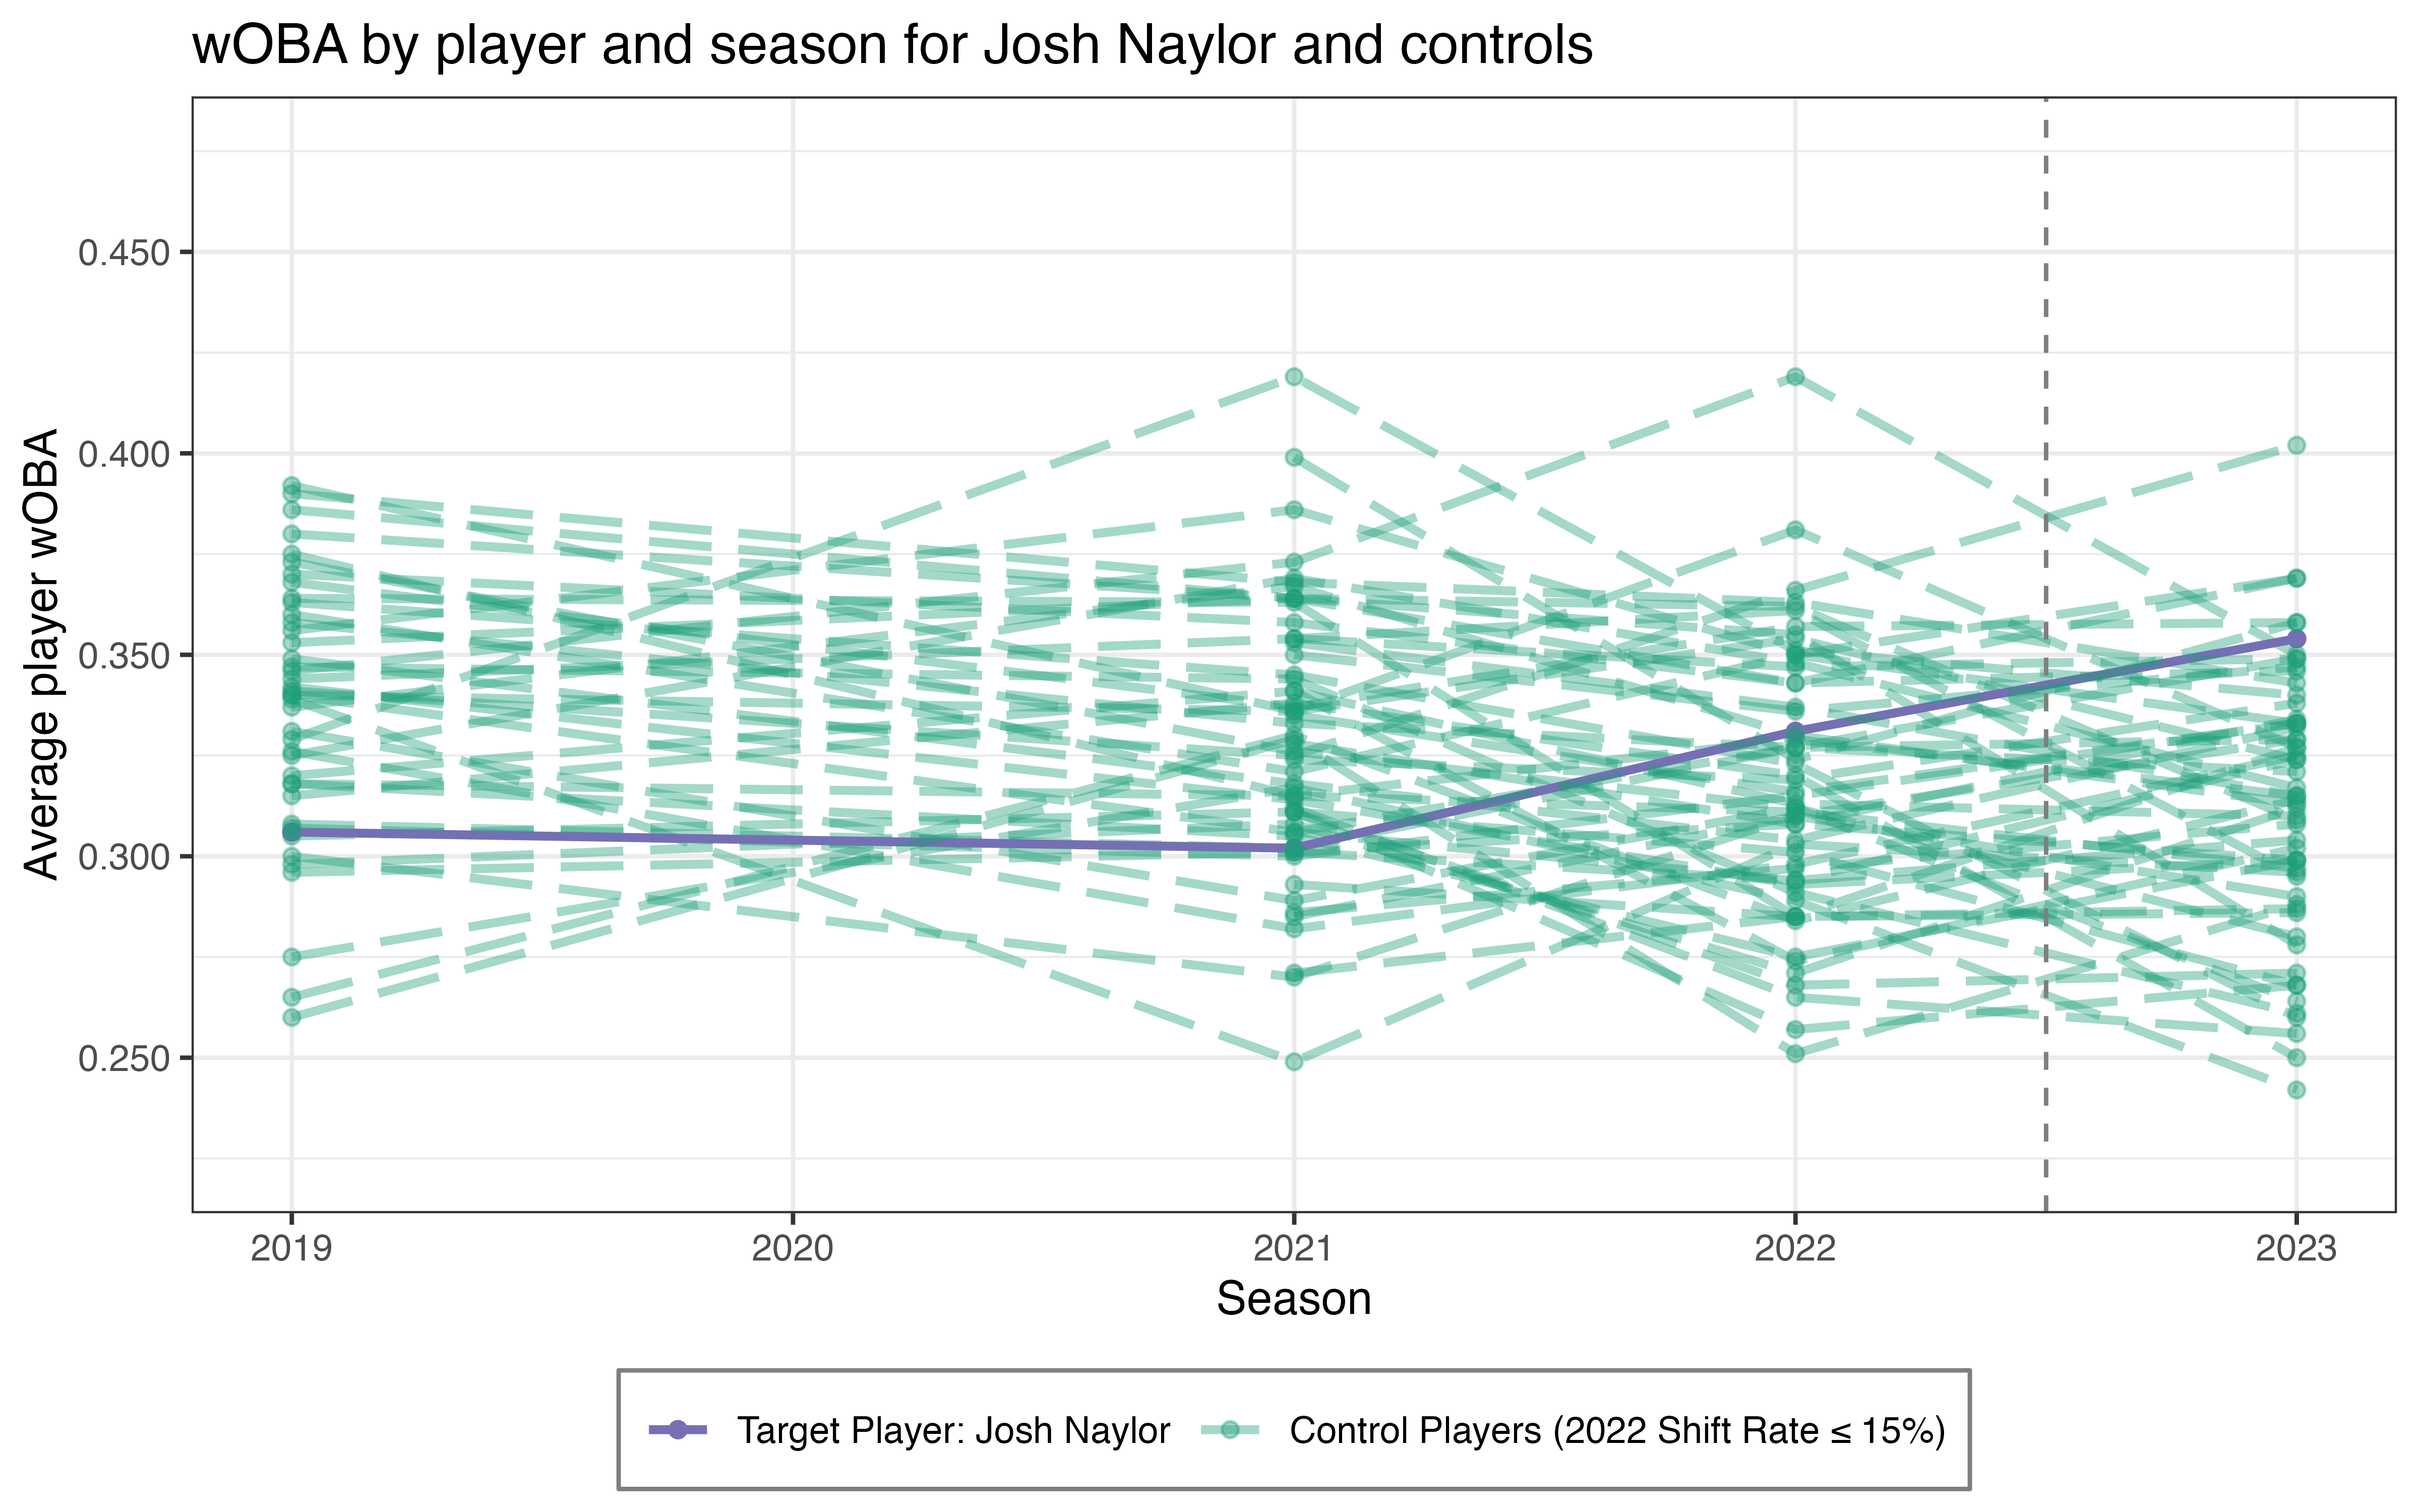 wOBA by player and season for Josh Naylor and controls
Average player wOBA
0.450
0.400
0.350
0.300
0.250
2019 2020 2021 2022 2023
Season
Target Player: Josh Naylor Control Players (2022 Shift Rate ≤ 15%)